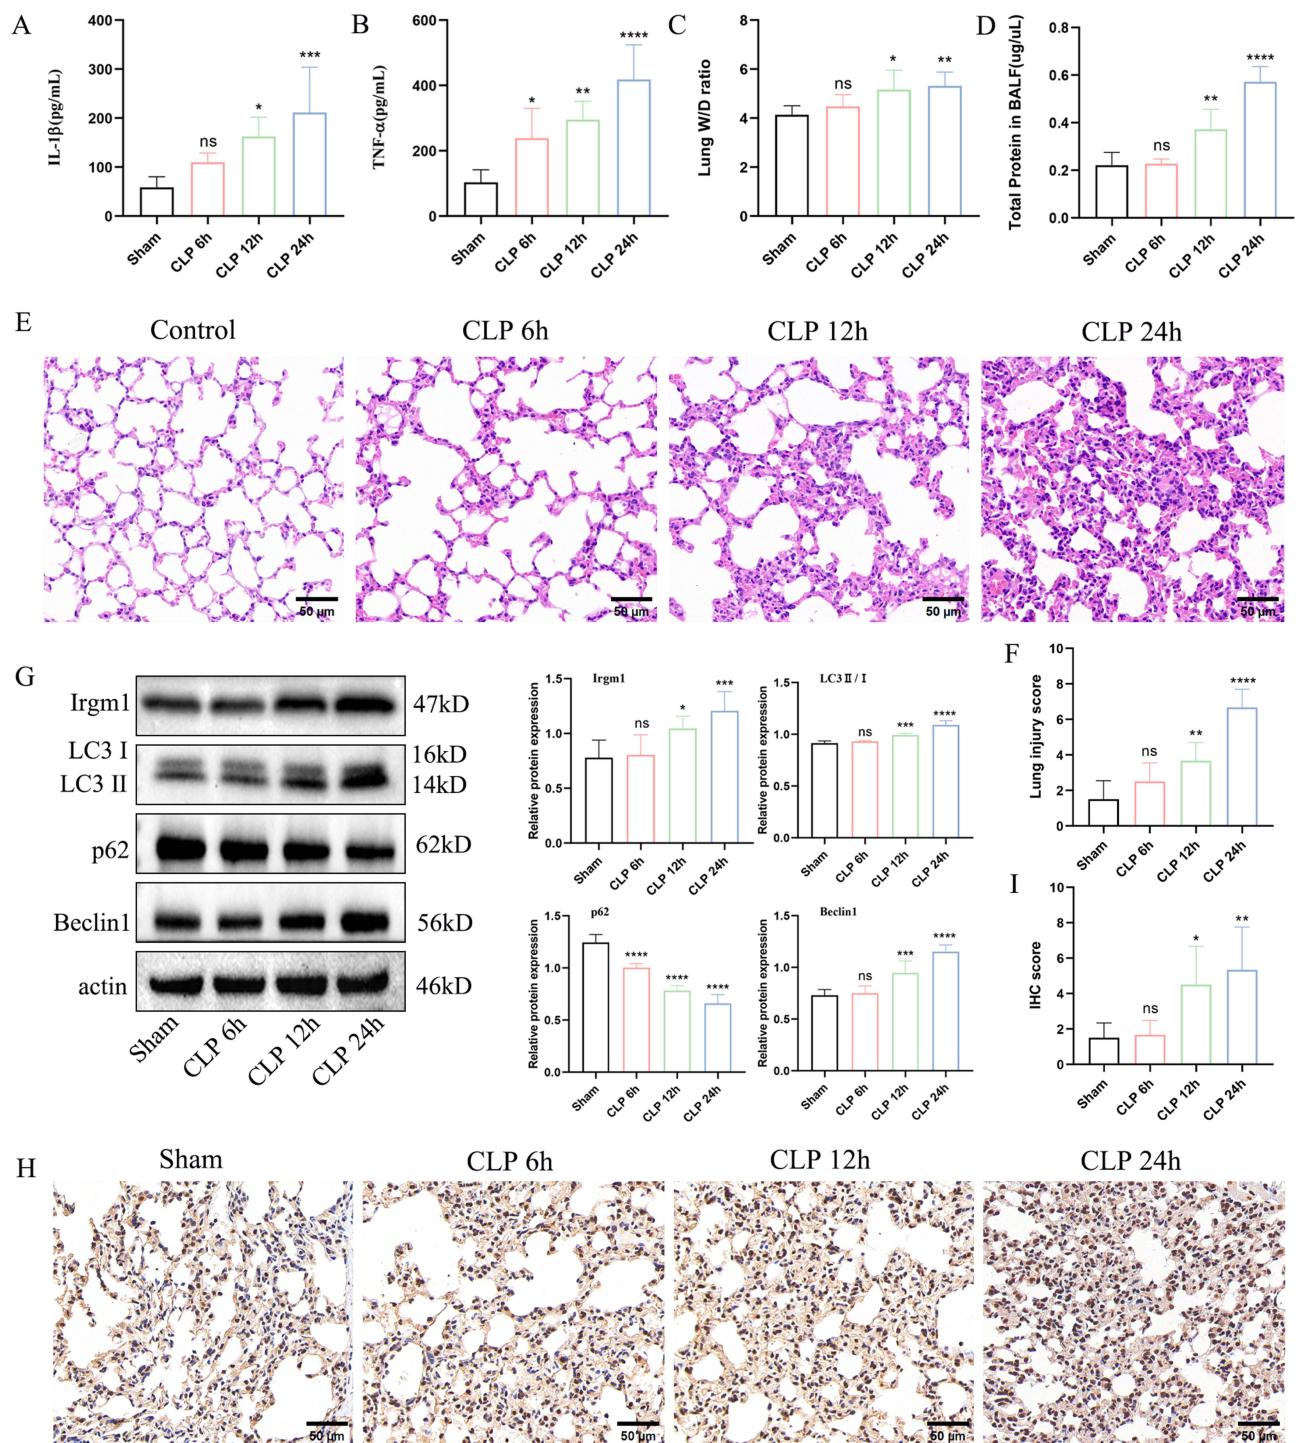 A
IL-1β(pg/mL)
400
300
200
100
0
ns
*
***
Sham
CLP 6h
CLP 12h
CLP 24h
B
TNF-α(pg/mL)
600
400
200
0
*
**
****
Sham
CLP 6h
CLP 12h
CLP 24h
C
Lung W/D ratio
8
6
4
2
0
ns
*
**
Sham
CLP 6h
CLP 12h
CLP 24h
D
Total Protein in BALF(ug/uL)
0.8
0.6
0.4
0.2
0.0
ns
**
****
Sham
CLP 6h
CLP 12h
CLP 24h
E
Control
CLP 6h
CLP 12h
CLP 24h
50 μm
50 μm
50 μm
50 μm
G
Irgm1
47kD
LC3 I
16kD
LC3 II
14kD
p62
62kD
Beclin1
56kD
actin
46kD
Sham
CLP 6h
CLP 12h
CLP 24h
Irgm1
Relative protein expression
1.5
1.0
0.5
0.0
ns
*
***
Sham
CLP 6h
CLP 12h
CLP 24h
LC3 II / I
Relative protein expression
1.5
1.0
0.5
0.0
ns
***
****
Sham
CLP 6h
CLP 12h
CLP 24h
p62
Relative protein expression
1.5
1.0
0.5
0.0
****
****
****
Sham
CLP 6h
CLP 12h
CLP 24h
Beclin1
Relative protein expression
1.5
1.0
0.5
0.0
ns
***
****
Sham
CLP 6h
CLP 12h
CLP 24h
F
Lung injury score
10
8
6
4
2
0
ns
**
****
Sham
CLP 6h
CLP 12h
CLP 24h
I
IHC score
10
8
6
4
2
0
ns
*
**
Sham
CLP 6h
CLP 12h
CLP 24h
H
Sham
CLP 6h
CLP 12h
CLP 24h
50 μm
50 μm
50 μm
50 μm